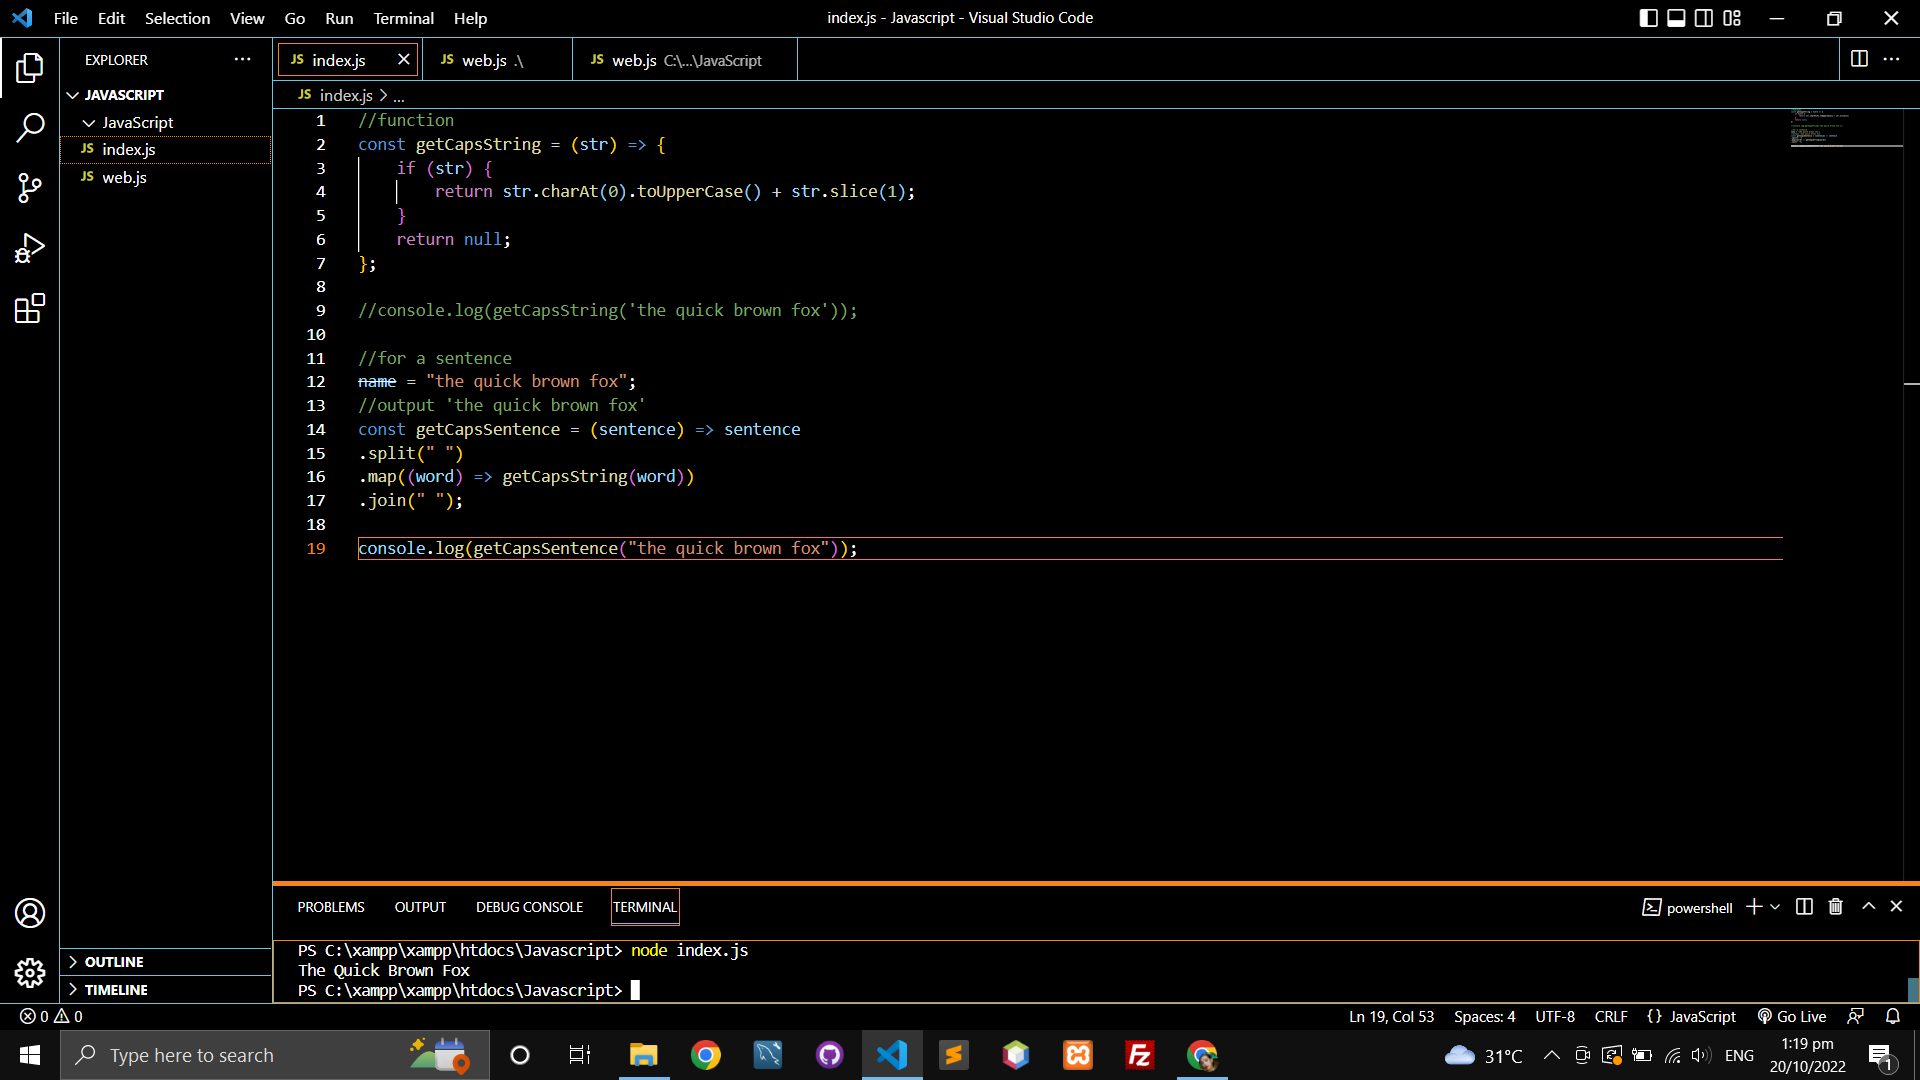 File Edit Selection View Go Run Terminal Help
index.js - Javascript - Visual Studio Code
EXPLORER
JAVASCRIPT
JavaScript
JS index.js
JS web.js
JS index.js
JS web.js .\
JS web.js C:\...\JavaScript
JS index.js > ...
1 //function
2 const getCapsString = (str) => {
3 if (str) {
4 return str.charAt(0).toUpperCase() + str.slice(1);
5 }
6 return null;
7 };
8
9 //console.log(getCapsString('the quick brown fox'));
10
11 //for a sentence
12 name = "the quick brown fox";
13 //output 'the quick brown fox'
14 const getCapsSentence = (sentence) => sentence
15 .split(" ")
16 .map((word) => getCapsString(word))
17 .join(" ");
18
19 console.log(getCapsSentence("the quick brown fox"));
PROBLEMS OUTPUT DEBUG CONSOLE TERMINAL
powershell
PS C:\xampp\xampp\htdocs\Javascript> node index.js
The Quick Brown Fox
PS C:\xampp\xampp\htdocs\Javascript>
OUTLINE
TIMELINE
0 0
Ln 19, Col 53 Spaces: 4 UTF-8 CRLF {} JavaScript Go Live
Type here to search
31°C
ENG
1:19 pm
20/10/2022
1